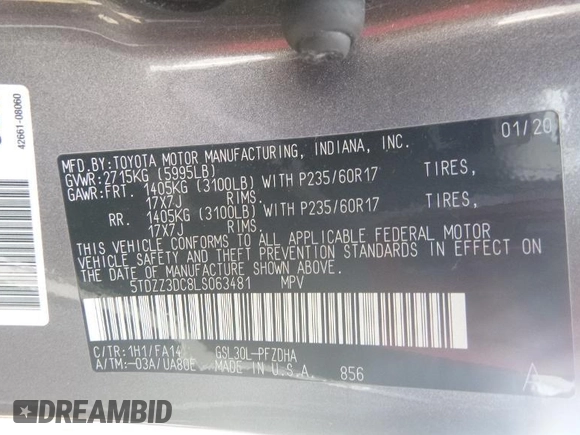 42661-08060
01/20
MFD.BY:TOYOTA MOTOR MANUFACTURING, INDIANA, INC.
GVWR:2715KG (5995LB)
GAWR:FRT. 1405KG (3100LB) WITH P235/60R17 TIRES,
17X7J RIMS.
RR. 1405KG (3100LB) WITH P235/60R17 TIRES,
17X7J RIMS.
THIS VEHICLE CONFORMS TO ALL APPLICABLE FEDERAL MOTOR
VEHICLE SAFETY AND THEFT PREVENTION STANDARDS IN EFFECT ON
THE DATE OF MANUFACTURE SHOWN ABOVE.
5TDZZ3DC8LS063481 MPV
C/TR:1H1/FA14 GSL30L-PFZDHA
A/TM:-03A/UA80E MADE IN U.S.A. 856
A
DREAMBID